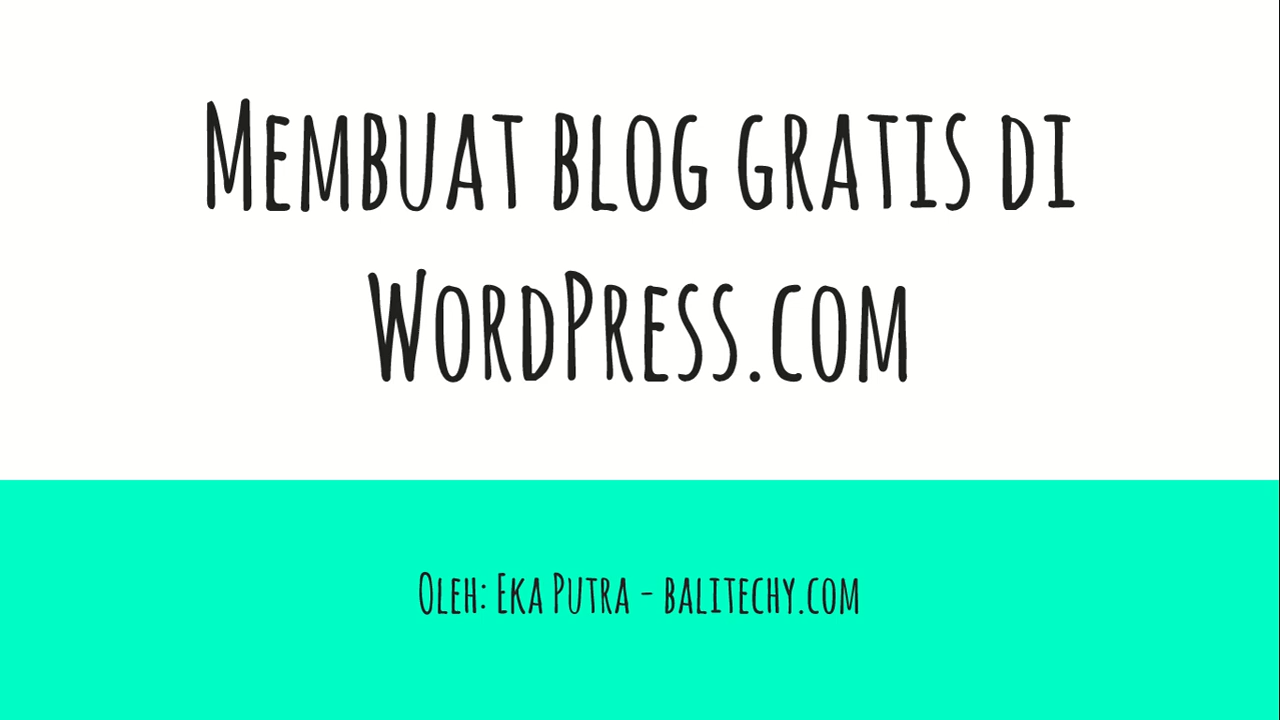 Membuat blog gratis di
WordPress.com
Oleh: Eka Putra - balitechy.com